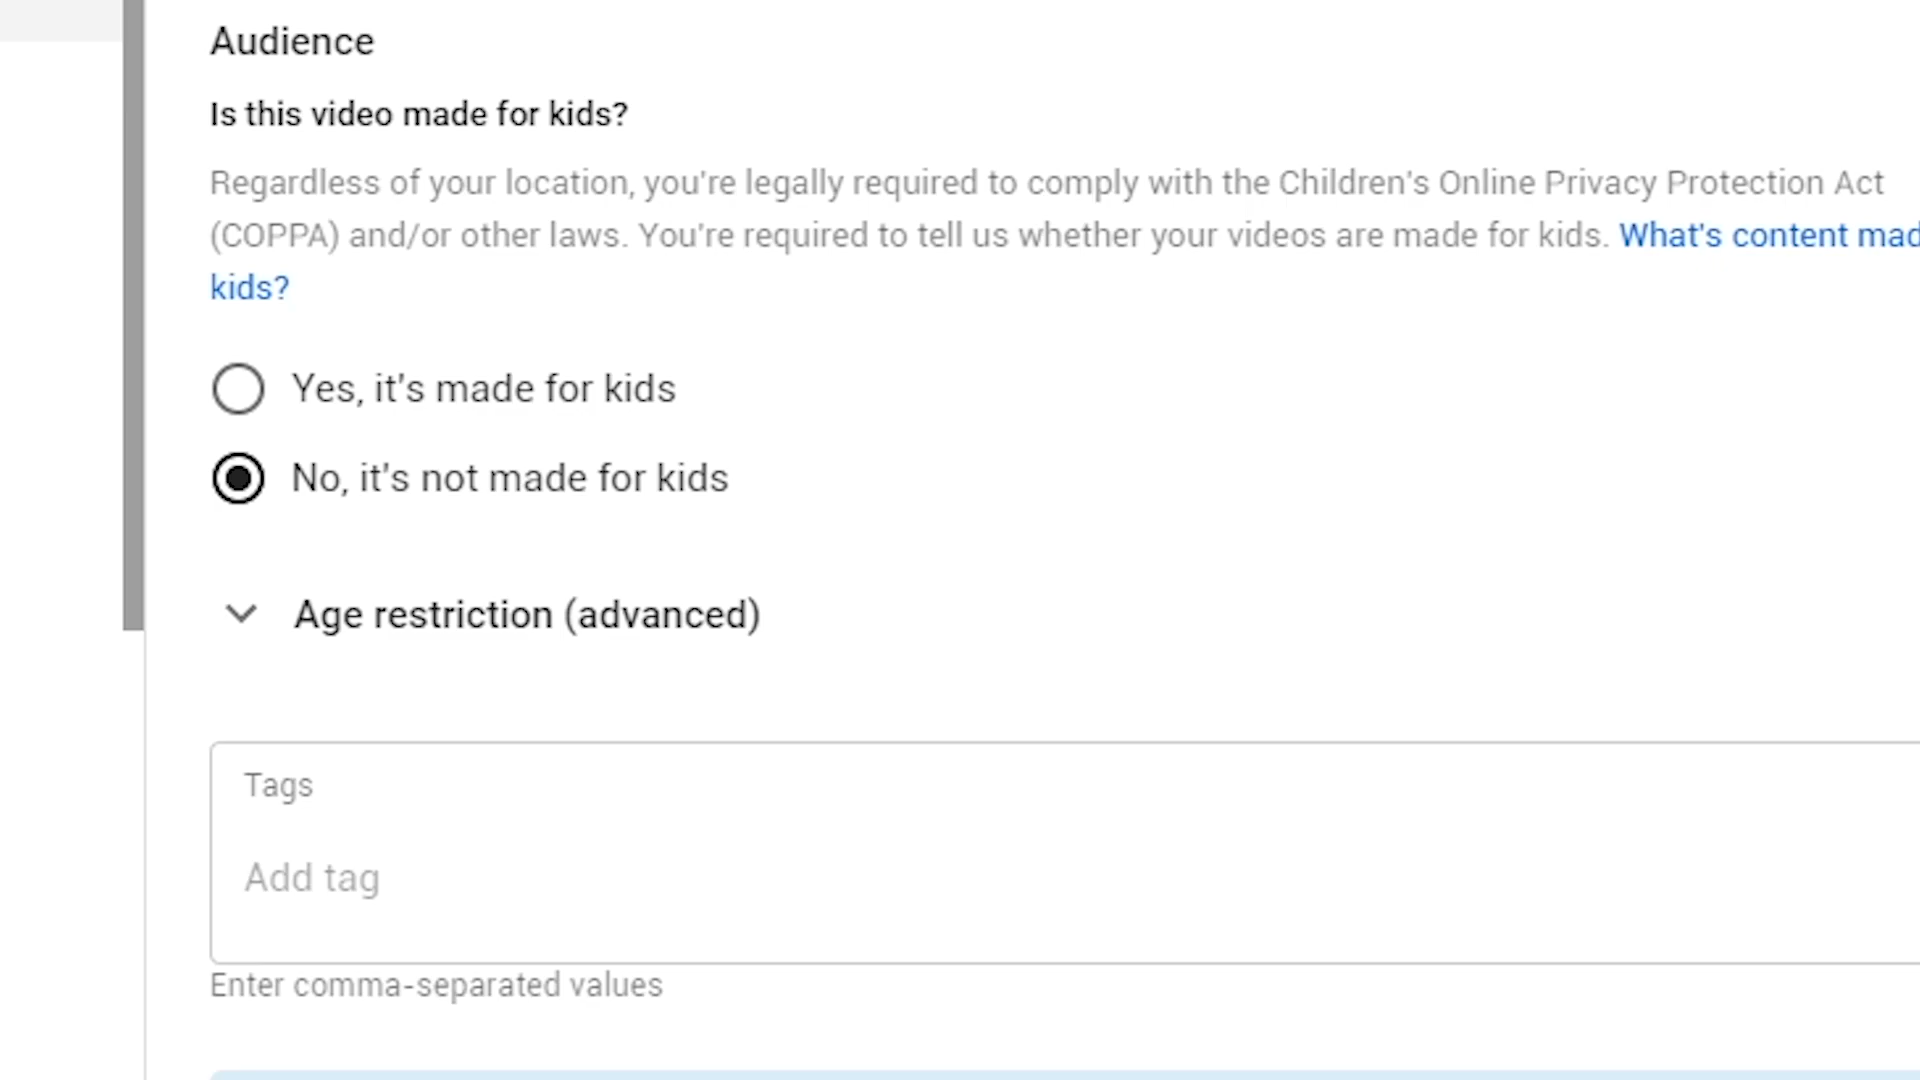 Audience
Is this video made for kids?
Regardless of your location, you're legally required to comply with the Children's Online Privacy Protection Act
(COPPA) and/or other laws. You're required to tell us whether your videos are made for kids. What's content mad
kids?
Yes, it's made for kids
No, it's not made for kids
Age restriction (advanced)
Tags
Add tag
Enter comma-separated values